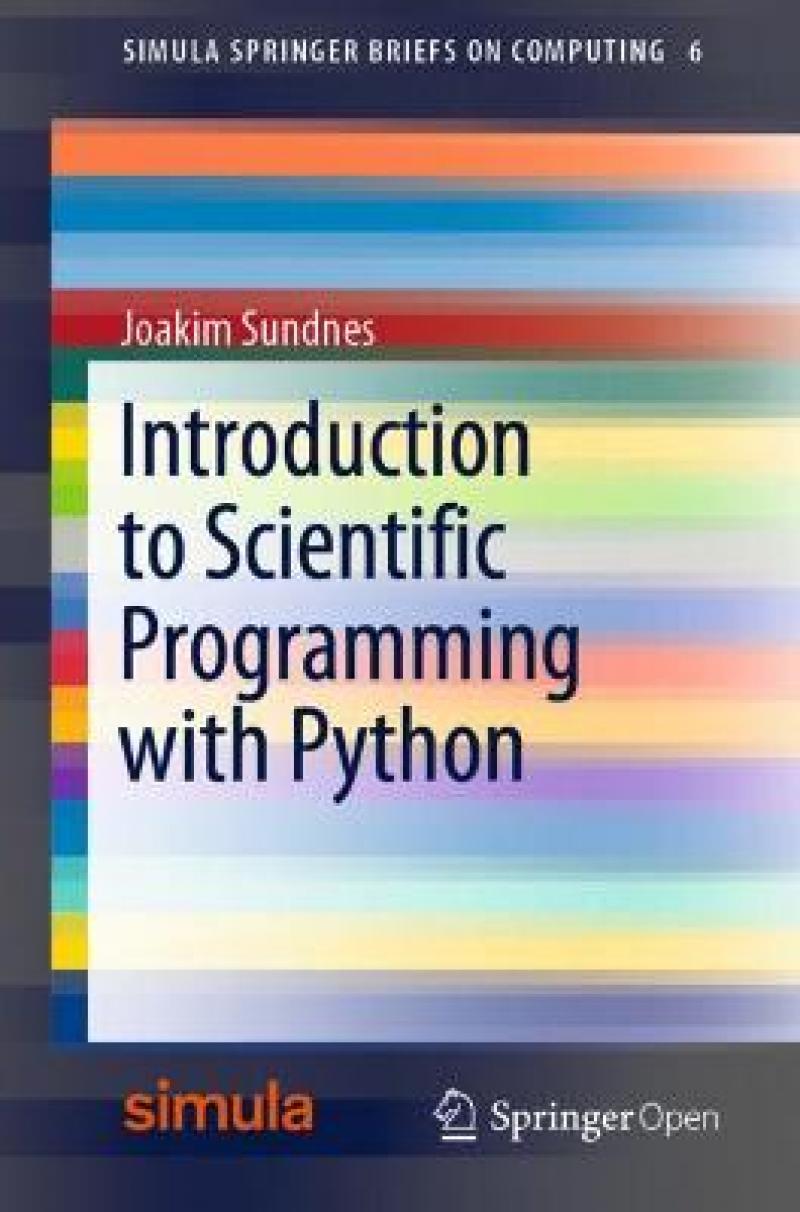 SIMULA SPRINGER BRIEFS ON COMPUTING 6
Joakim Sundnes
Introduction
to Scientific
Programming
with Python
simula
Springer Open